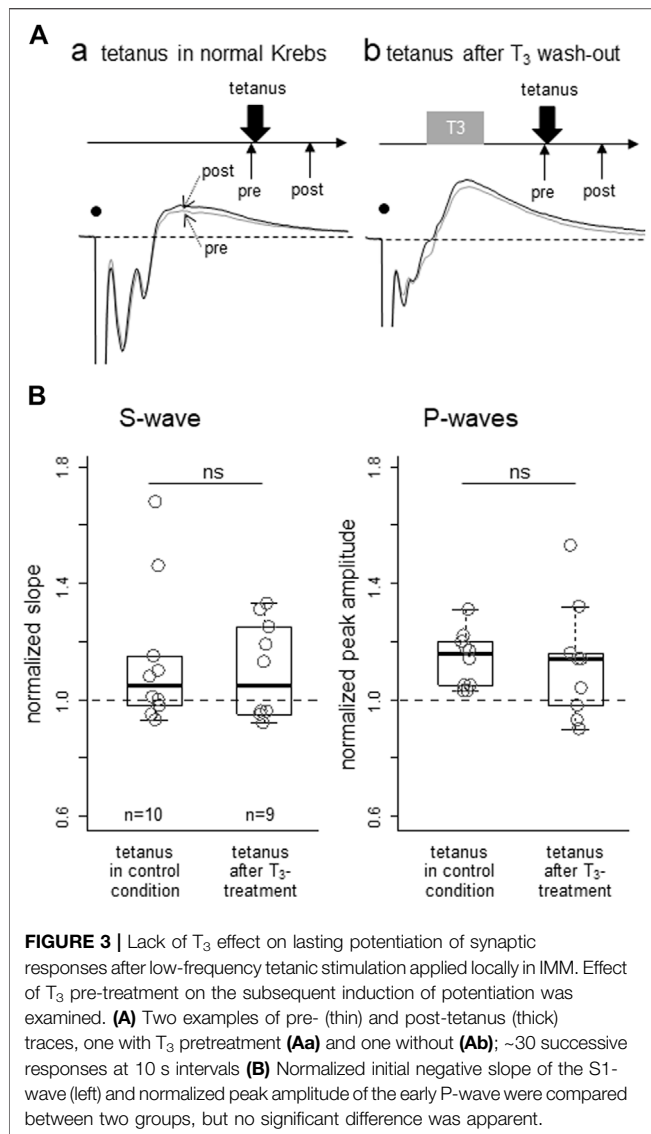 A
a tetanus in normal Krebs
b tetanus after T3 wash-out
tetanus
tetanus
T3
post
pre
post
pre
post
pre
B
S-wave
P-waves
ns
ns
normalized slope
normalized peak amplitude
1.8
1.4
1.0
0.6
1.8
1.4
1.0
0.6
n=10
n=9
tetanus
in control
condition
tetanus
after T3-
treatment
tetanus
in control
condition
tetanus
after T3-
treatment
FIGURE 3 | Lack of T3 effect on lasting potentiation of synaptic
responses after low-frequency tetanic stimulation applied locally in IMM. Effect
of T3 pre-treatment on the subsequent induction of potentiation was
examined. (A) Two examples of pre- (thin) and post-tetanus (thick)
traces, one with T3 pretreatment (Aa) and one without (Ab); ~30 successive
responses at 10 s intervals (B) Normalized initial negative slope of the S1-
wave (left) and normalized peak amplitude of the early P-wave were compared
between two groups, but no significant difference was apparent.